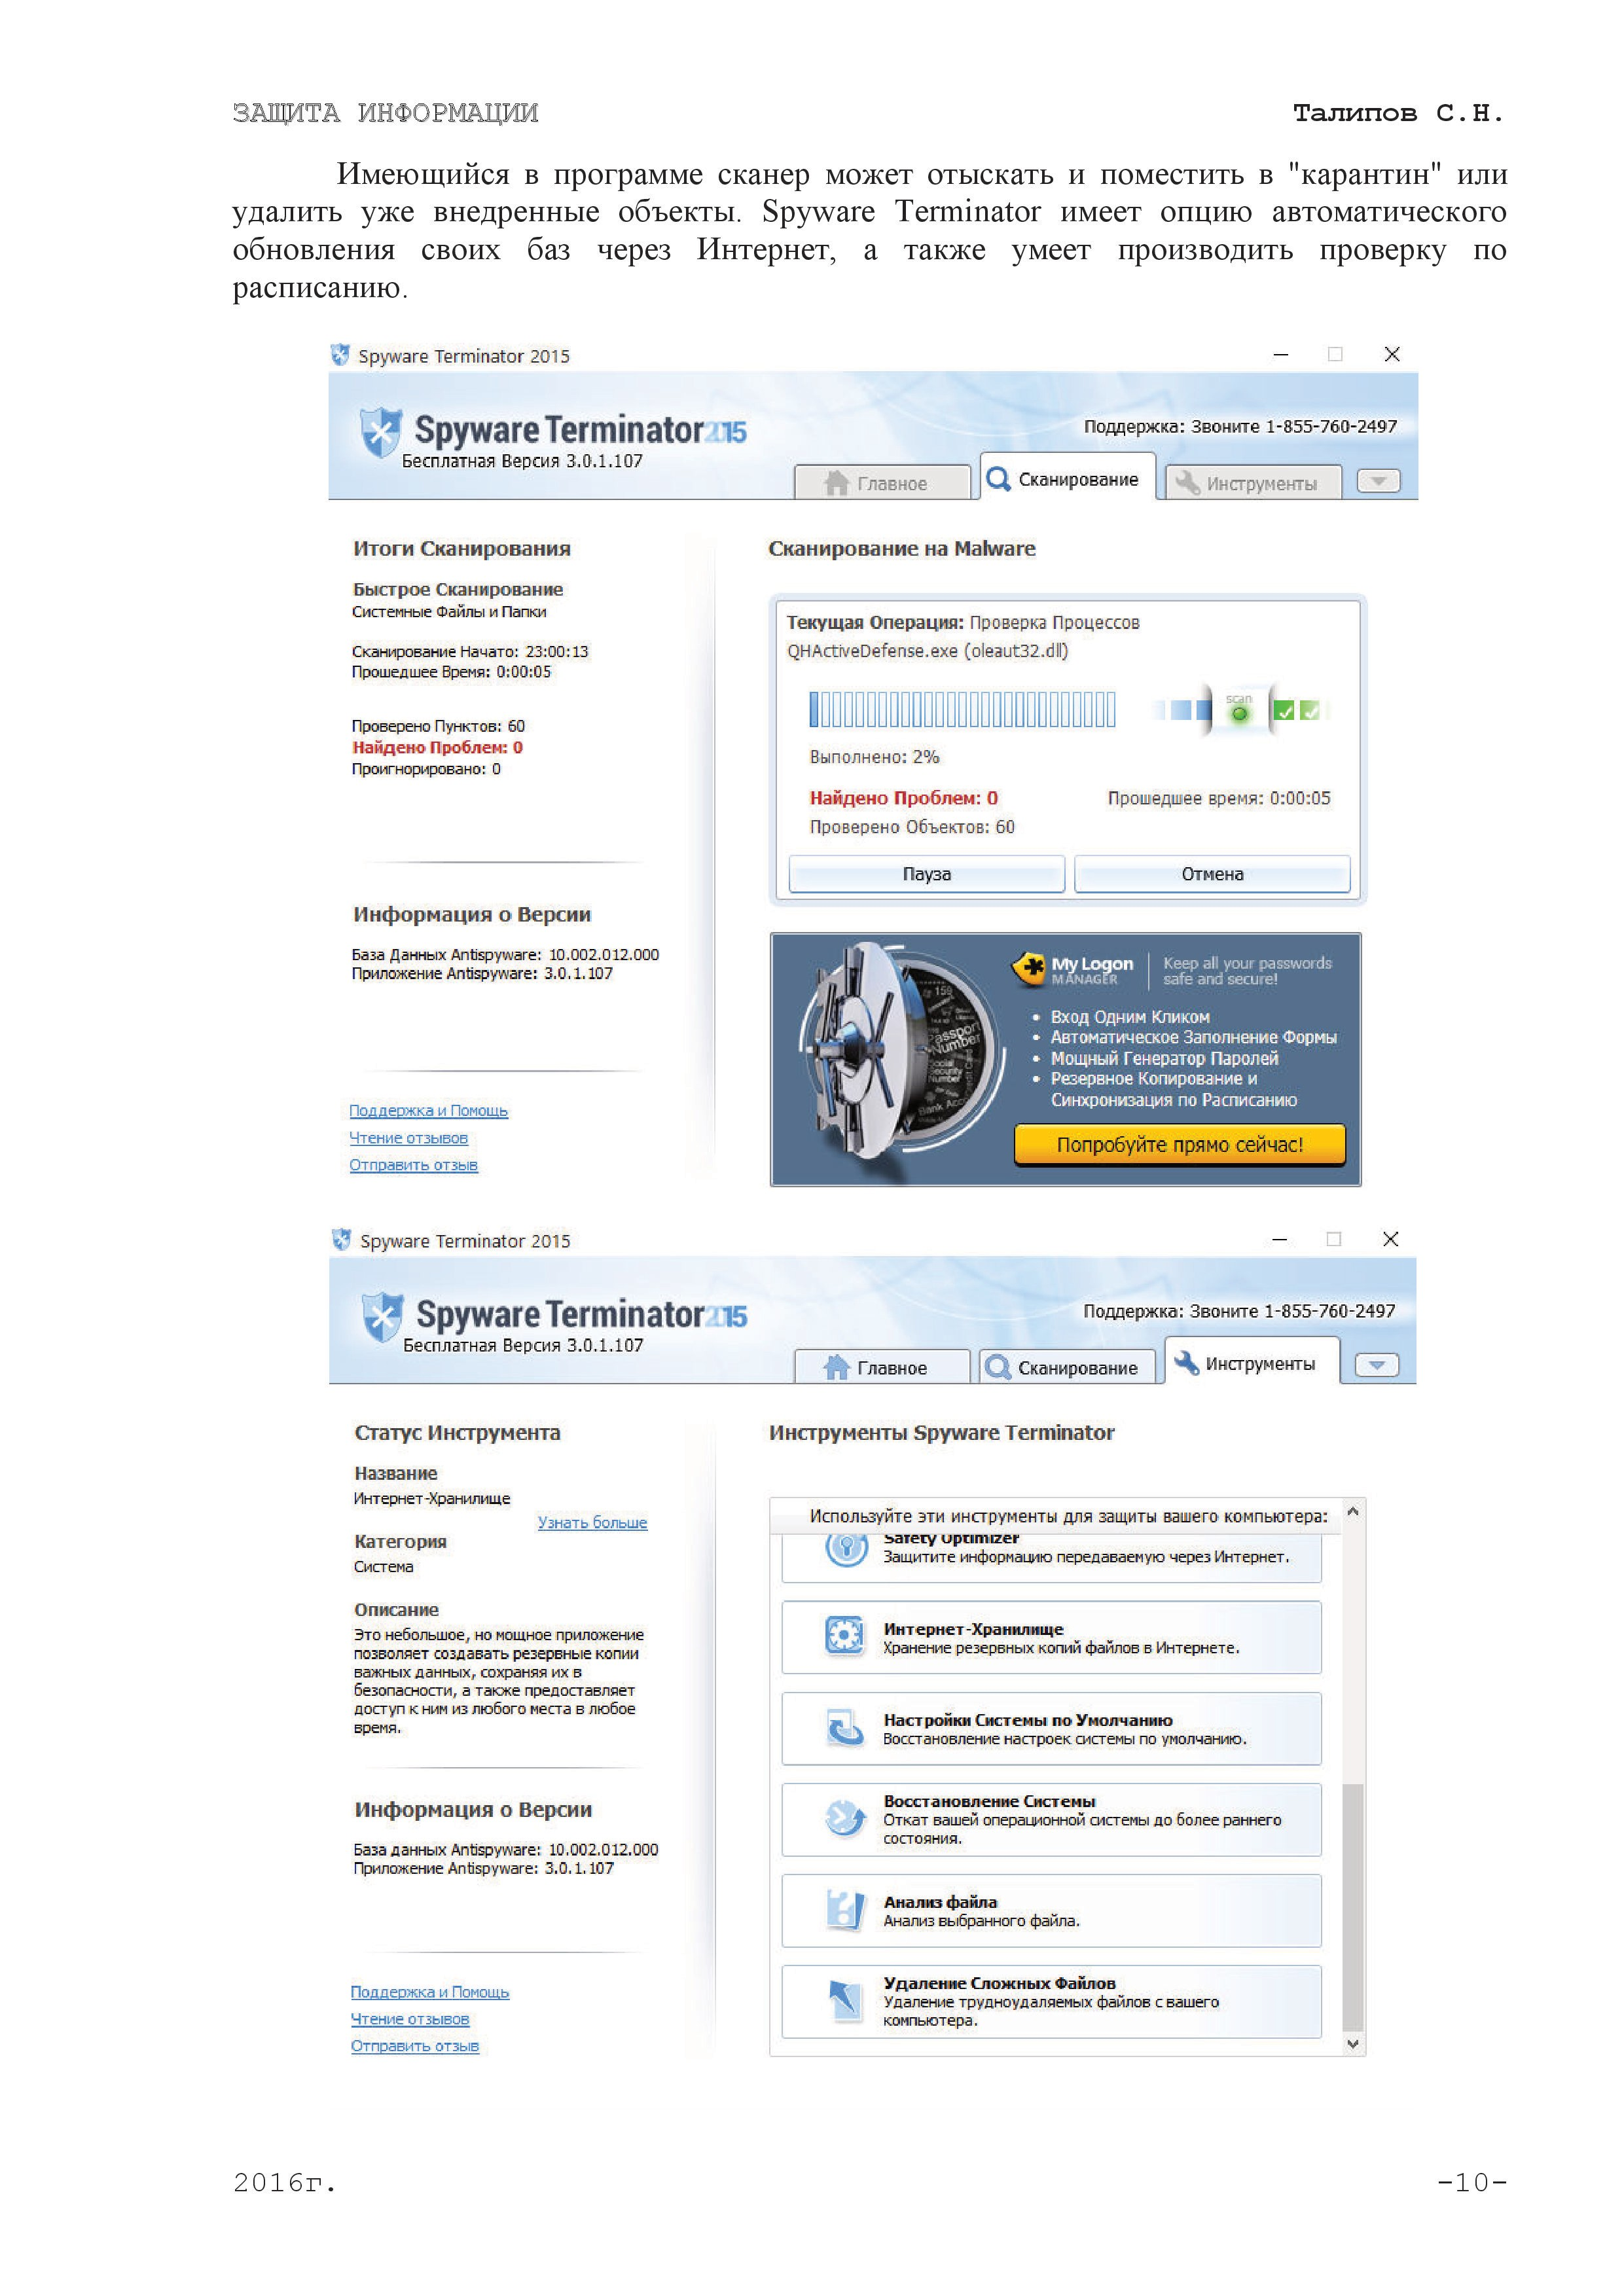 ЗАЩИТА ИНФОРМАЦИИ Талипов С.Н.
Имеющийся в программе сканер может отыскать и поместить в "карантин" или
удалить уже внедренные объекты. Spyware Terminator имеет опцию автоматического
обновления своих баз через Интернет, а также умеет производить проверку по
расписанию.
Spyware Terminator 2015
Spyware Terminator 2015
Бесплатная Версия 3.0.1.107
Поддержка: Звоните 1-855-760-2497
Главное
Сканирование
Инструменты
Итоги Сканирования
Быстрое Сканирование
Системные Файлы и Папки
Сканирование Начато: 23:00:13
Прошедшее Время: 0:00:05
Проверено Пунктов: 60
Найдено Проблем: 0
Проигнорировано: 0
Информация о Версии
База Данных Antispyware: 10.002.012.000
Приложение Antispyware: 3.0.1.107
Поддержка и Помощь
Чтение отзывов
Отправить отзыв
Сканирование на Malware
Текущая Операция: Проверка Процессов
QHActiveDefense.exe (oleaut32.dll)
scan
Выполнено: 2%
Найдено Проблем: 0 Прошедшее время: 0:00:05
Проверено Объектов: 60
Пауза
Отмена
159
Passport
Number
Social
Security
Number
Bank
My Logon
MANAGER
Keep all your passwords
safe and secure!
• Вход Одним Кликом
• Автоматическое Заполнение Формы
• Мощный Генератор Паролей
• Резервное Копирование и
Синхронизация по Расписанию
Попробуйте прямо сейчас!
Spyware Terminator 2015
Spyware Terminator 2015
Бесплатная Версия 3.0.1.107
Поддержка: Звоните 1-855-760-2497
Главное
Сканирование
Инструменты
Статус Инструмента
Название
Интернет-Хранилище
Узнать больше
Категория
Система
Описание
Это небольшое, но мощное приложение
позволяет создавать резервные копии
важных данных, сохраняя их в
безопасности, а также предоставляет
доступ к ним из любого места в любое
время.
Информация о Версии
База данных Antispyware: 10.002.012.000
Приложение Antispyware: 3.0.1.107
Поддержка и Помощь
Чтение отзывов
Отправить отзыв
Инструменты Spyware Terminator
Используйте эти инструменты для защиты вашего компьютера:
Safety Optimizer
Защитите информацию передаваемую через Интернет.
Интернет-Хранилище
Хранение резервных копий файлов в Интернете.
Настройки Системы по Умолчанию
Восстановление настроек системы по умолчанию.
Восстановление Системы
Откат вашей операционной системы до более раннего
состояния.
Анализ файла
Анализ выбранного файла.
Удаление Сложных Файлов
Удаление трудноудаляемых файлов с вашего
компьютера.
2016г. -10-